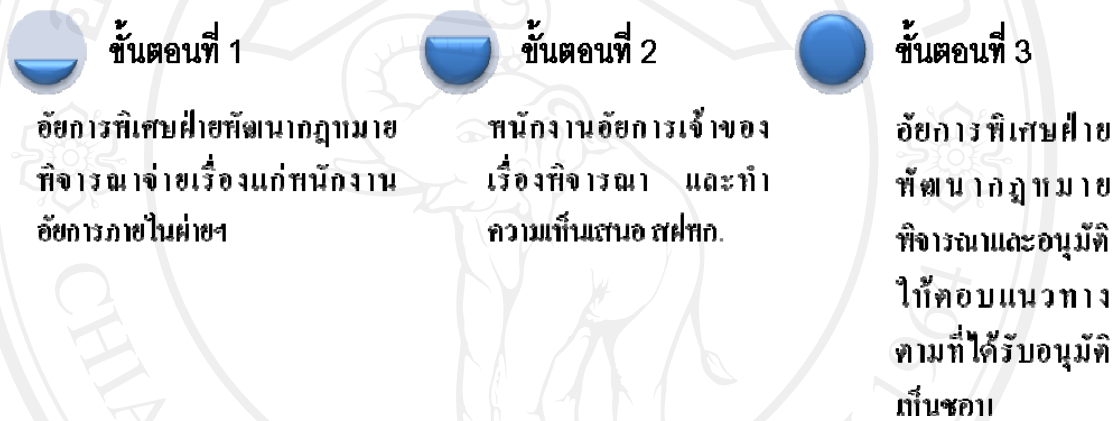 ขั้นตอนที่ 1
อัยการพิเศษฝ่ายพัฒนากฎหมาย
พิจารณาจ่ายเรื่องแก่พนักงาน
อัยการภายในฝ่ายฯ
ขั้นตอนที่ 2
พนักงานอัยการเจ้าของ
เรื่องพิจารณา และทำ
ความเห็นเสนอ สฝพก.
ขั้นตอนที่ 3
อัยการพิเศษฝ่าย
พัฒนากฎหมาย
พิจารณาและอนุมัติ
ให้ตอบแนวทาง
ตามที่ได้รับอนุมัติ
เห็นชอบ
CHIA
1964